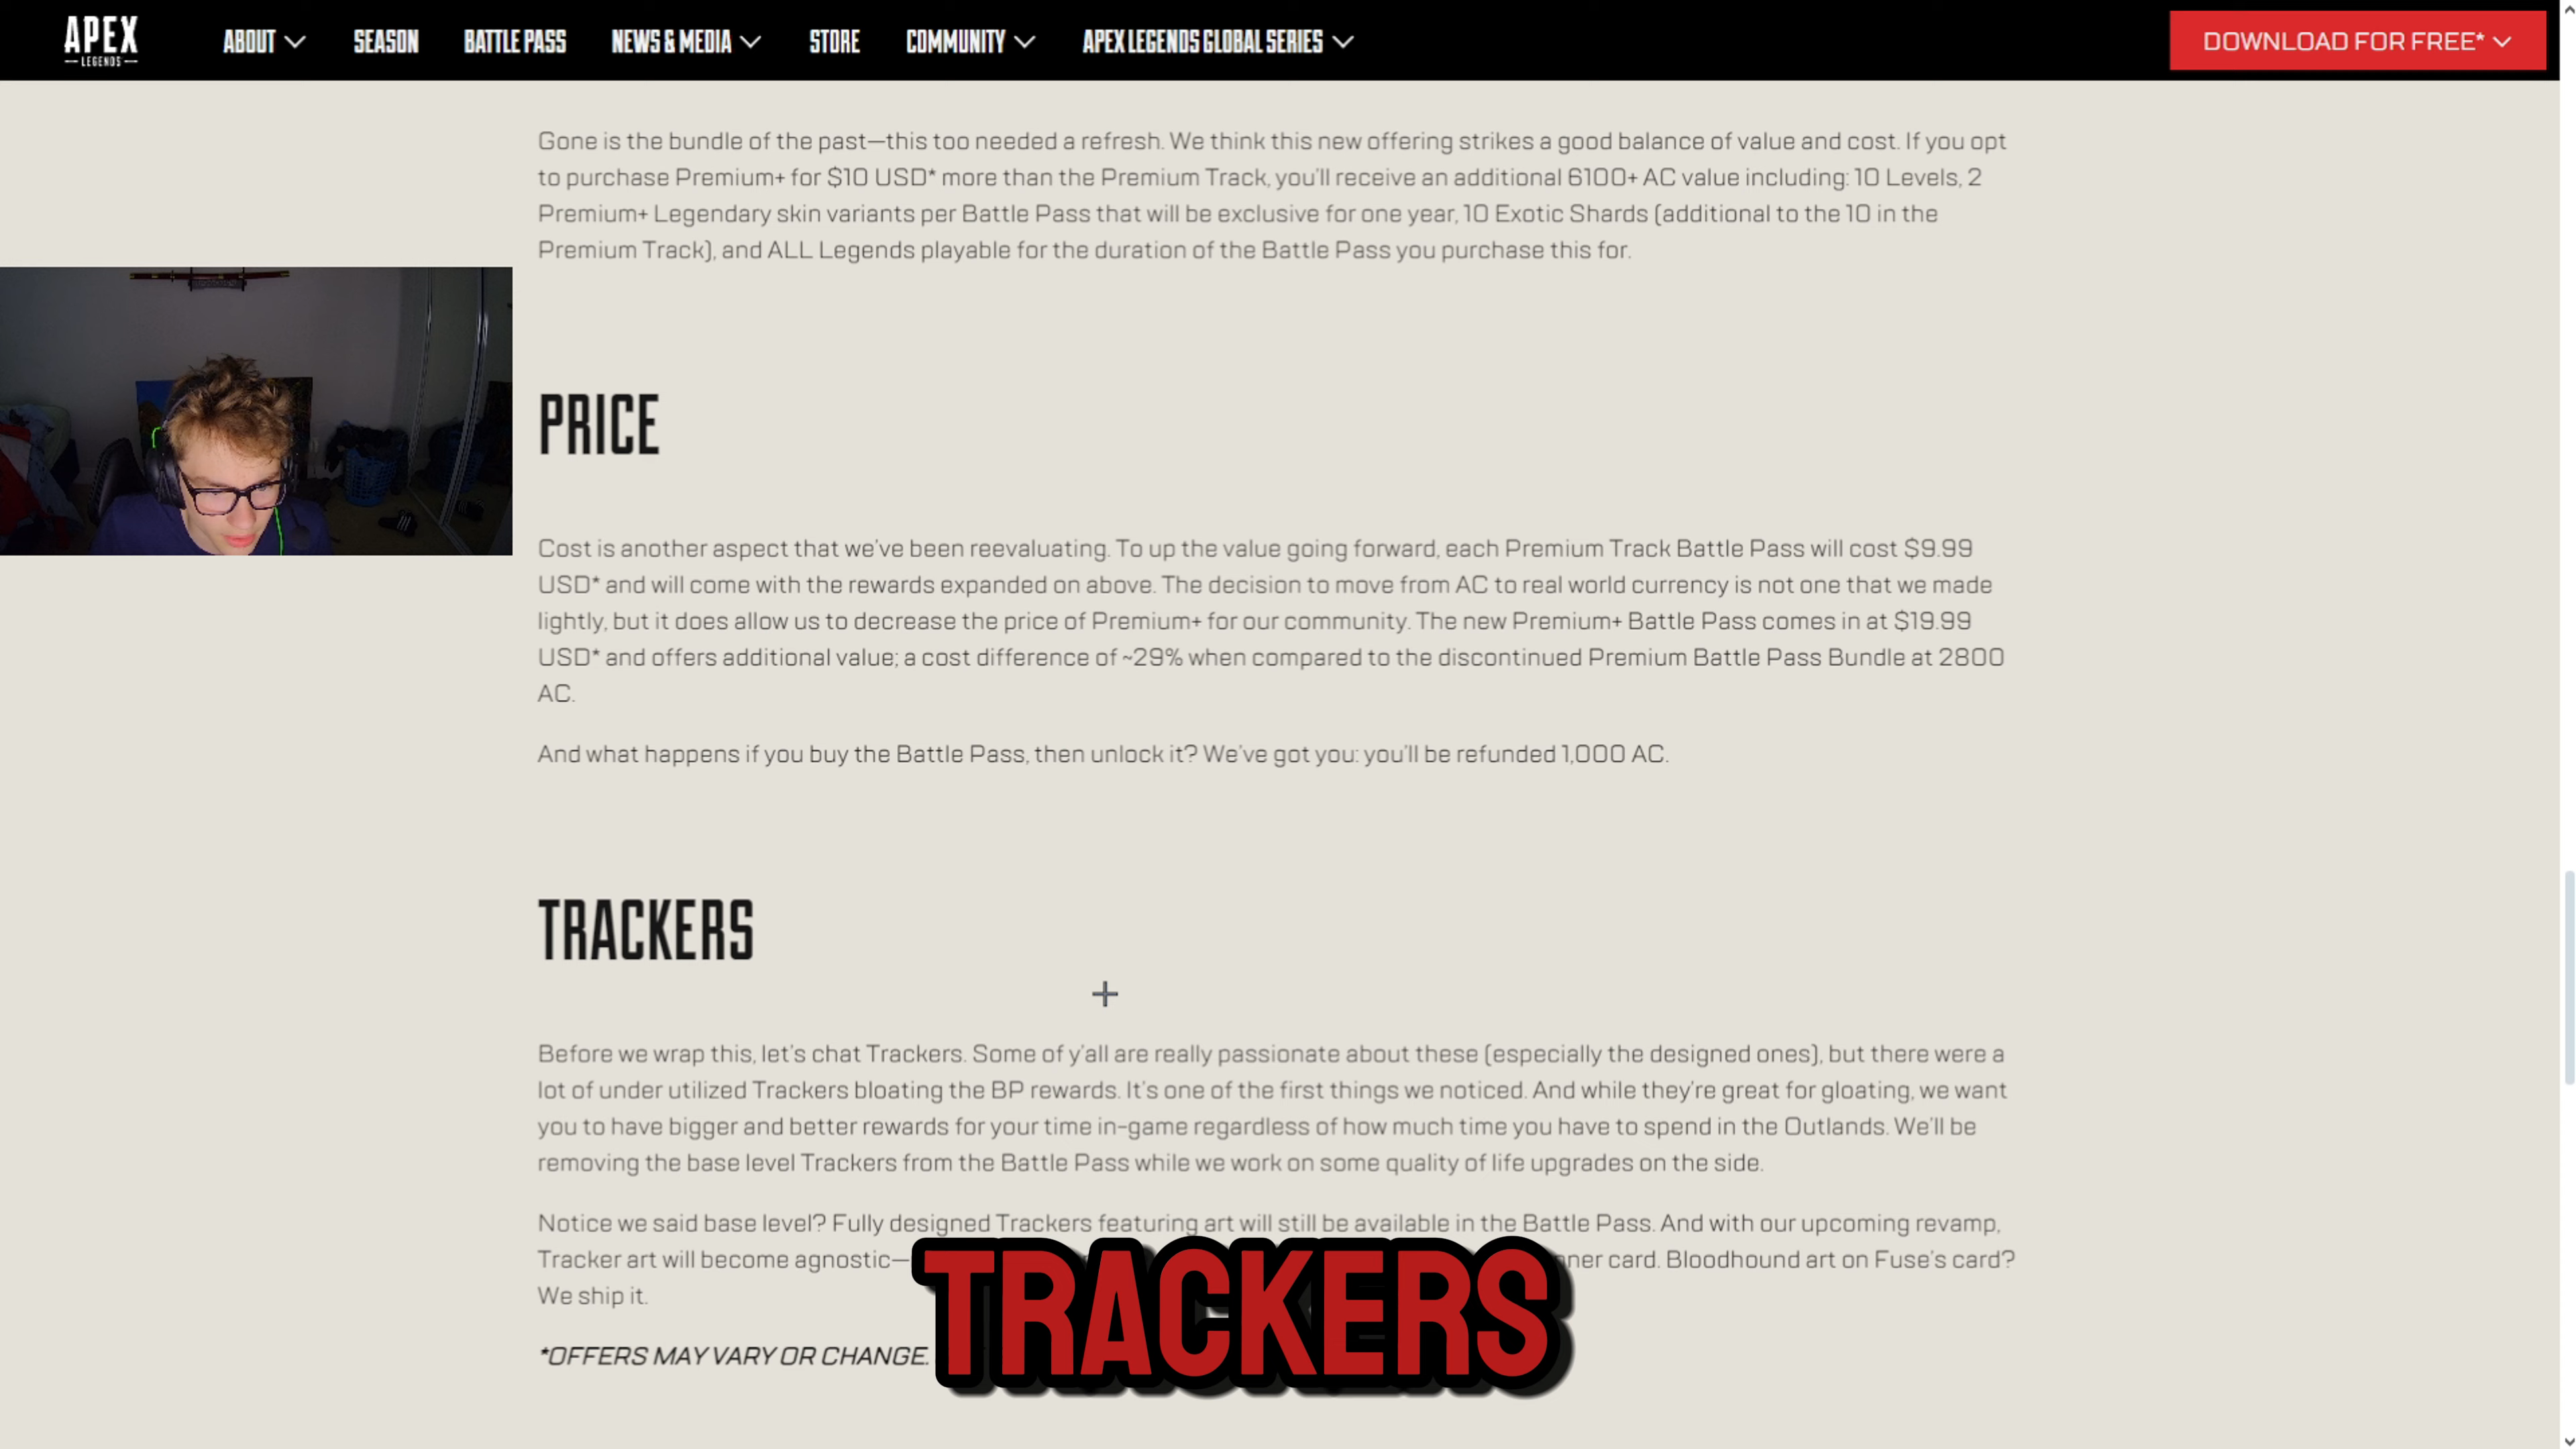 APEX
LEGENDS
ABOUT
SEASON
BATTLE PASS
NEWS & MEDIA
STORE
COMMUNITY
APEX LEGENDS GLOBAL SERIES
DOWNLOAD FOR FREE*
Gone is the bundle of the past—this too needed a refresh. We think this new offering strikes a good balance of value and cost. If you opt
to purchase Premium+ for $10 USD* more than the Premium Track, you'll receive an additional 6100+ AC value including: 10 Levels, 2
Premium+ Legendary skin variants per Battle Pass that will be exclusive for one year, 10 Exotic Shards (additional to the 10 in the
Premium Track), and ALL Legends playable for the duration of the Battle Pass you purchase this for.
PRICE
Cost is another aspect that we've been reevaluating. To up the value going forward, each Premium Track Battle Pass will cost $9.99
USD* and will come with the rewards expanded on above. The decision to move from AC to real world currency is not one that we made
lightly, but it does allow us to decrease the price of Premium+ for our community. The new Premium+ Battle Pass comes in at $19.99
USD* and offers additional value; a cost difference of ~29% when compared to the discontinued Premium Battle Pass Bundle at 2800
AC.
And what happens if you buy the Battle Pass, then unlock it? We've got you: you'll be refunded 1,000 AC.
TRACKERS
Before we wrap this, let's chat Trackers. Some of y'all are really passionate about these (especially the designed ones), but there were a
lot of under utilized Trackers bloating the BP rewards. It's one of the first things we noticed. And while they're great for gloating, we want
you to have bigger and better rewards for your time in-game regardless of how much time you have to spend in the Outlands. We'll be
removing the base level Trackers from the Battle Pass while we work on some quality of life upgrades on the side.
Notice we said base level? Fully designed Trackers featuring art will still be available in the Battle Pass. And with our upcoming revamp,
Tracker art will become agnostic— card. Bloodhound art on Fuse's card?
We ship it.
*OFFERS MAY VARY OR CHANGE.
TRACKERS